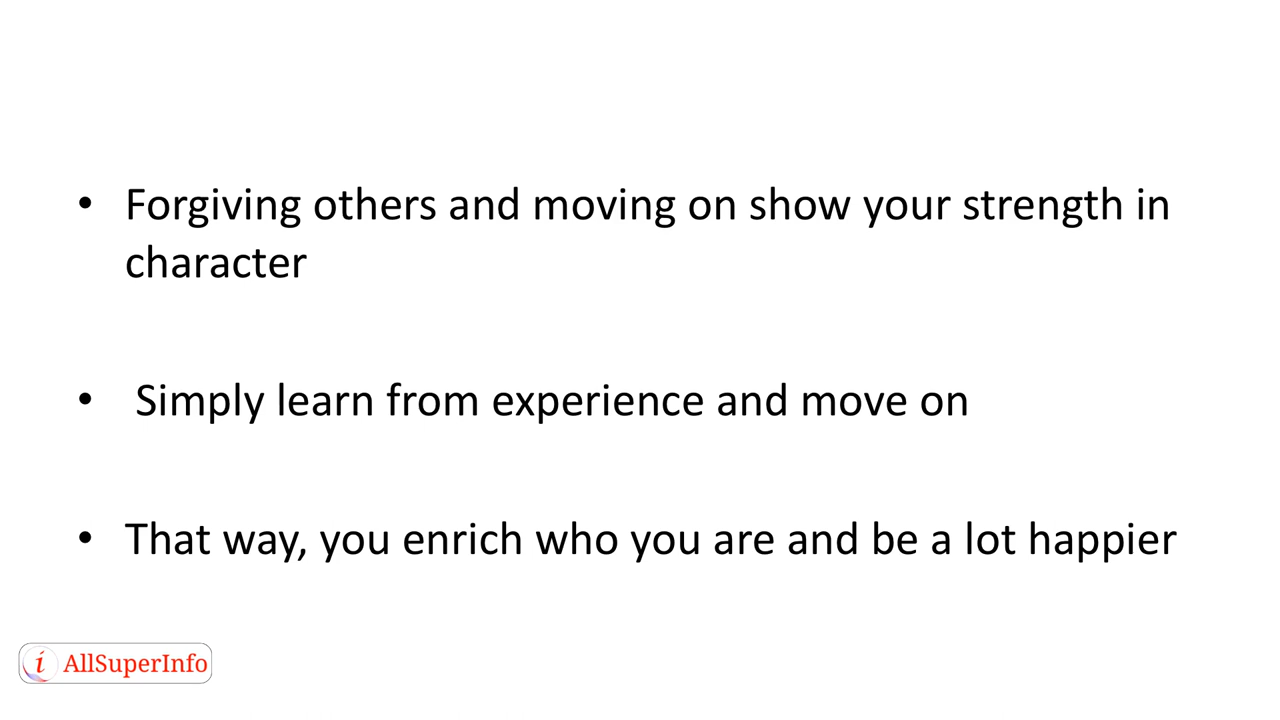 • Forgiving others and moving on show your strength in
character
• Simply learn from experience and move on
• That way, you enrich who you are and be a lot happier
i AllSuperInfo